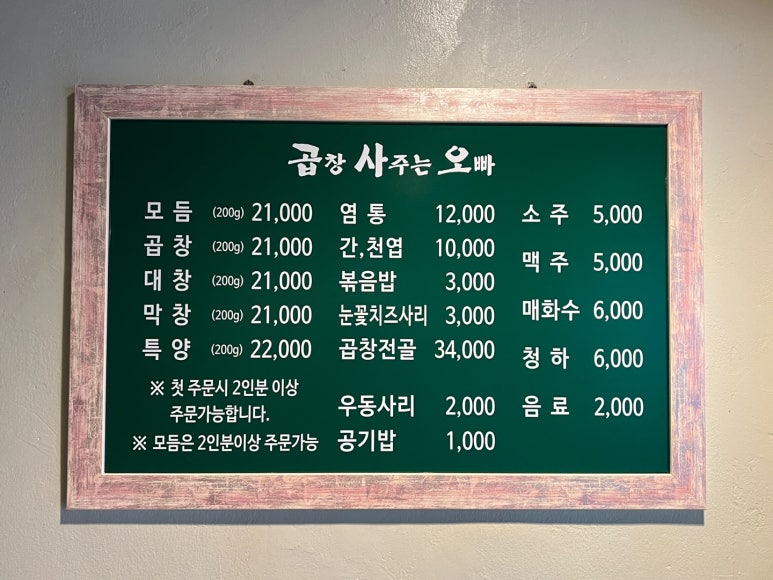 곱창 사주는 오빠
모듬 (200g) 21,000
곱창 (200g) 21,000
대창 (200g) 21,000
막창 (200g) 21,000
특양 (200g) 22,000
※ 첫 주문시 2인분 이상
주문가능합니다.
※ 모듬은 2인분이상 주문가능
염통 12,000
간,천엽 10,000
볶음밥 3,000
눈꽃치즈사리 3,000
곱창전골 34,000
우동사리 2,000
공기밥 1,000
소주 5,000
맥주 5,000
매화수 6,000
청하 6,000
음료 2,000